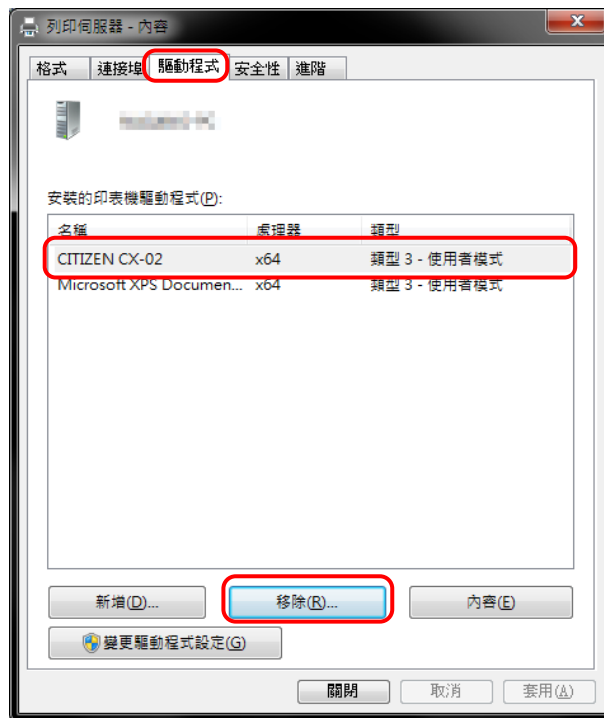 列印伺服器 - 內容
格式 連接埠 驅動程式 安全性 進階
安裝的印表機驅動程式(P):
名稱 處理器 類型
CITIZEN CX-02 x64 類型 3 - 使用者模式
Microsoft XPS Documen... x64 類型 3 - 使用者模式
新增(D)... 移除(R)... 內容(E)
變更驅動程式設定(G)
關閉 取消 套用(A)